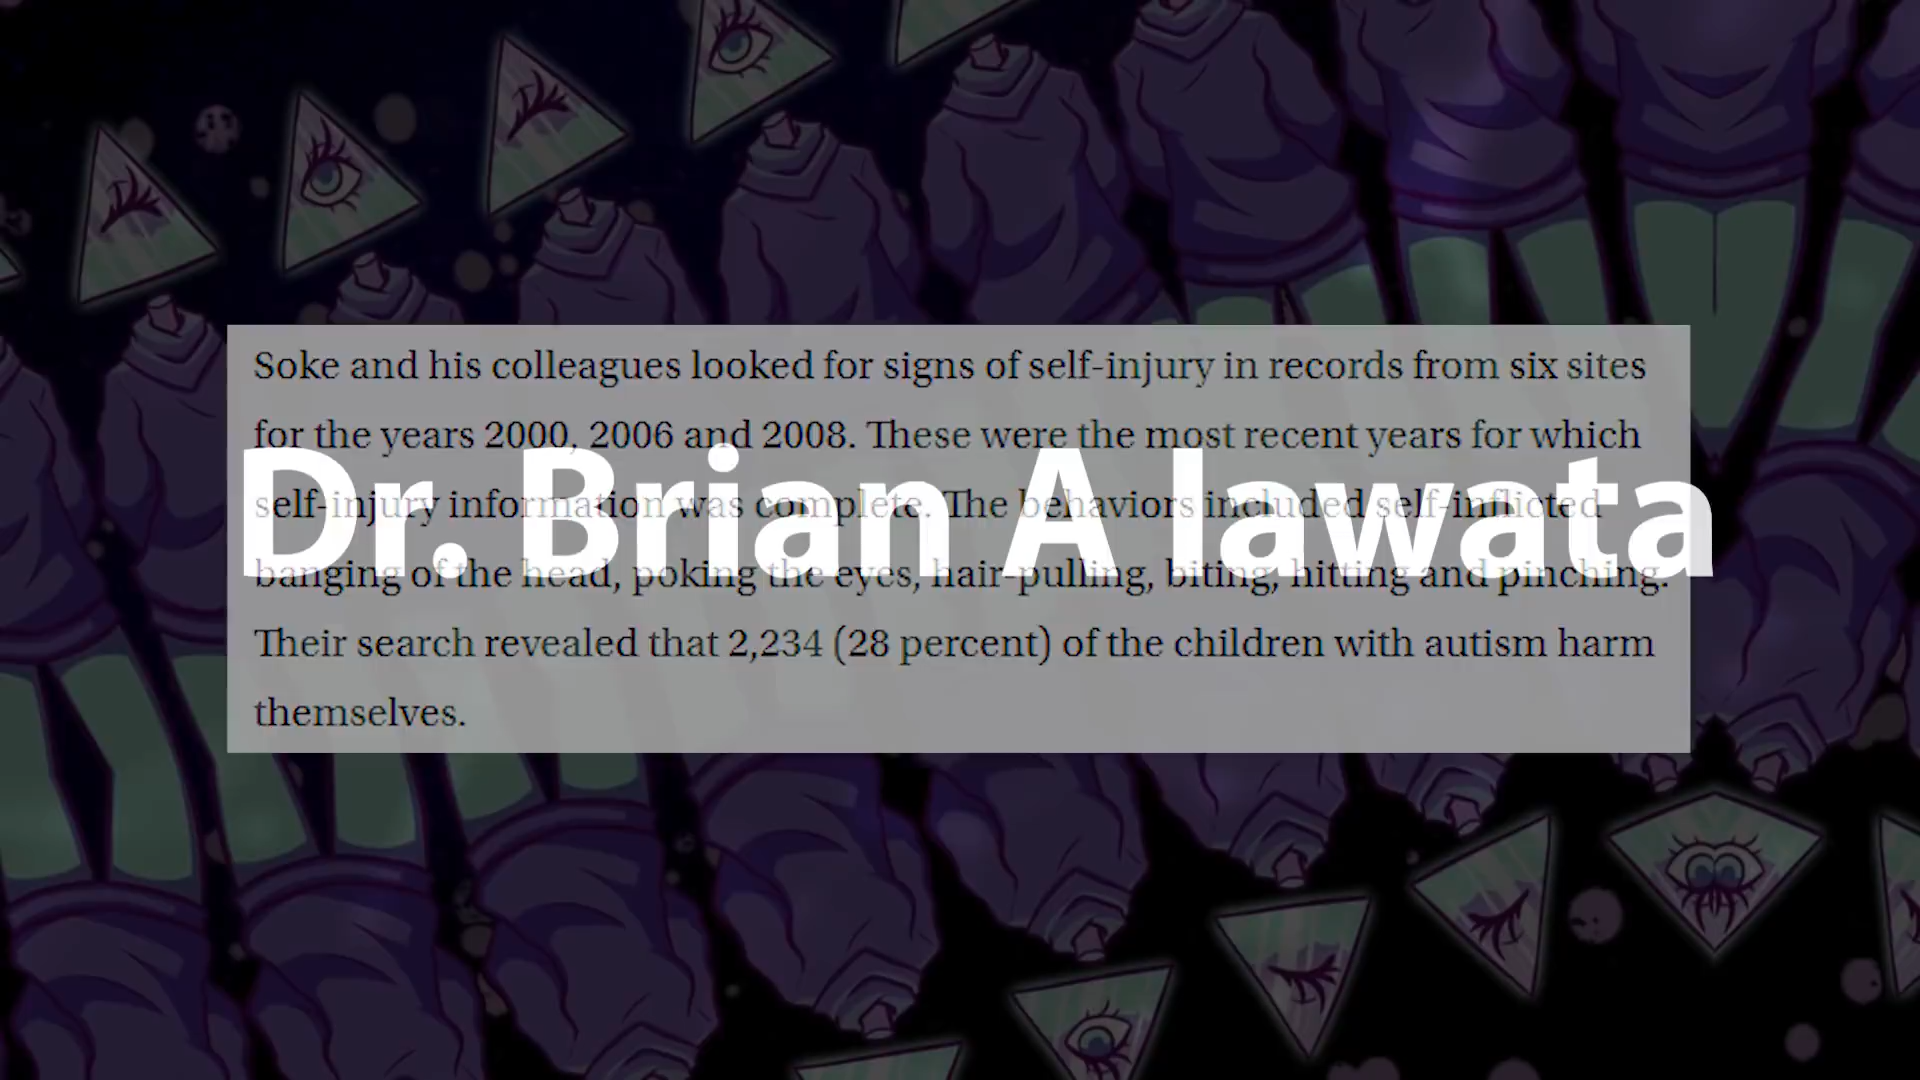 Soke and his colleagues looked for signs of self-injury in records from six sites
for the years 2000, 2006 and 2008. These were the most recent years for which
self-injury information was complete. The behaviors included self-inflicted
Dr. Brian A Iawata
banging of the head, poking the eyes, hair-pulling, biting, hitting and pinching.
Their search revealed that 2,234 (28 percent) of the children with autism harm
themselves.